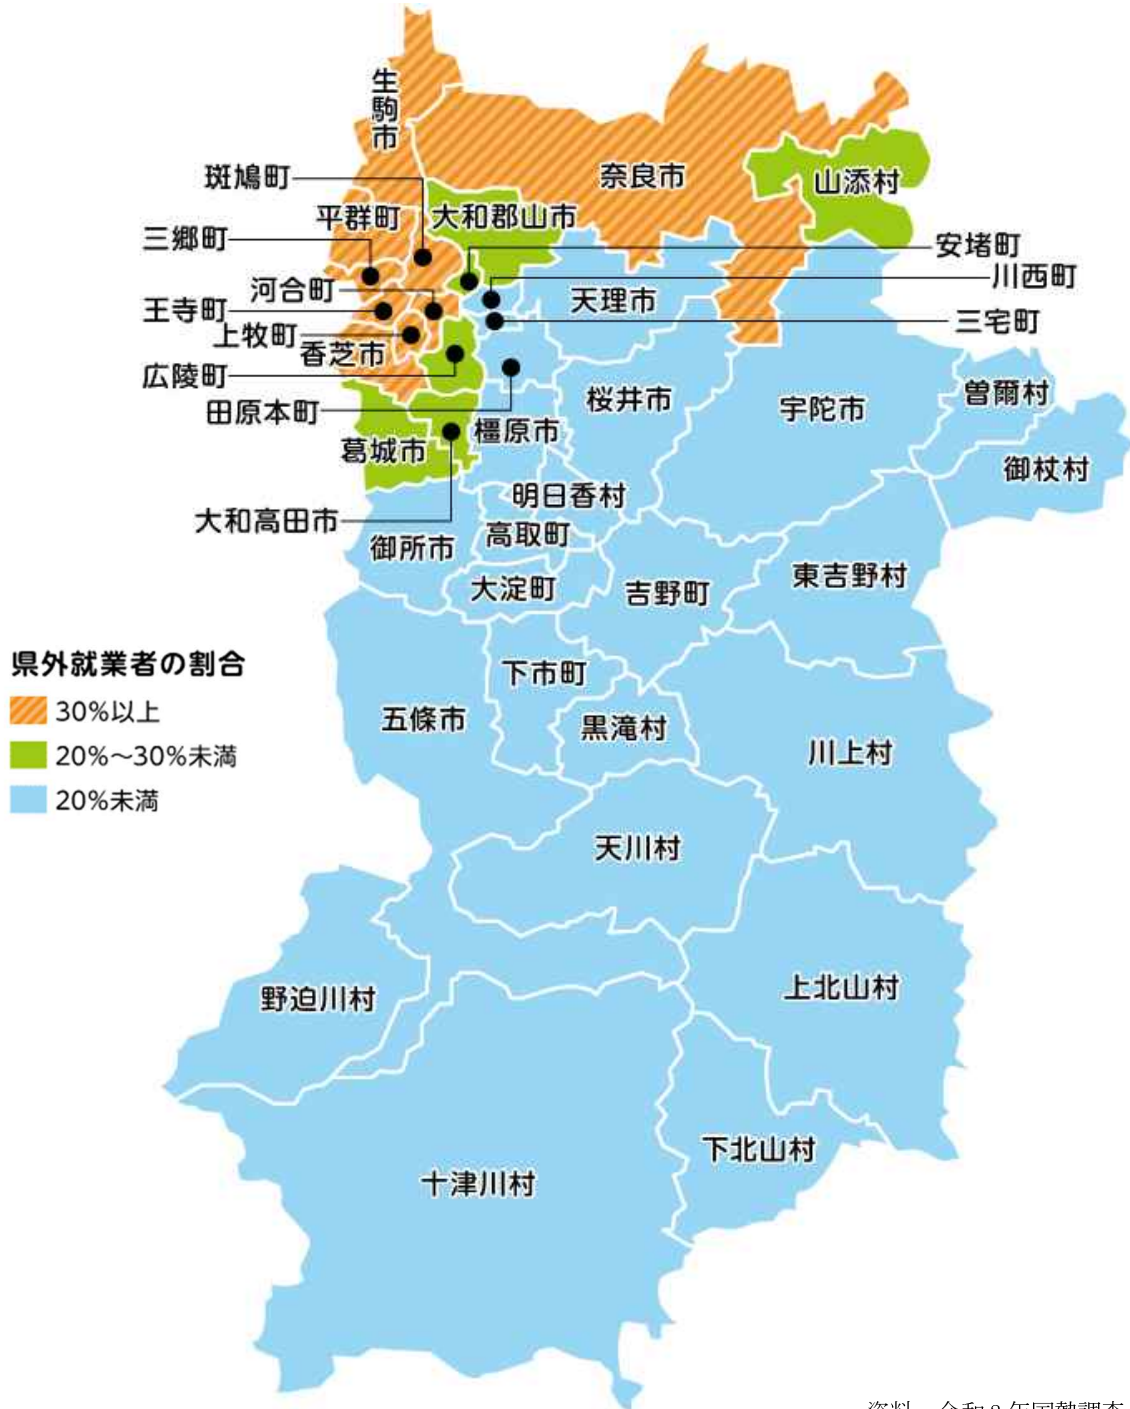 生駒市
斑鳩町
奈良市
山添村
平群町
大和郡山市
三郷町
安堵町
川西町
河合町
天理市
王寺町
三宅町
上牧町
香芝市
広陵町
桜井市
宇陀市
曽爾村
田原本町
橿原市
葛城市
御杖村
明日香村
大和高田市
高取町
御所市
大淀町
吉野町
東吉野村
県外就業者の割合
下市町
30%以上
五條市
黒滝村
20%～30%未満
川上村
20%未満
天川村
野迫川村
上北山村
下北山村
十津川村